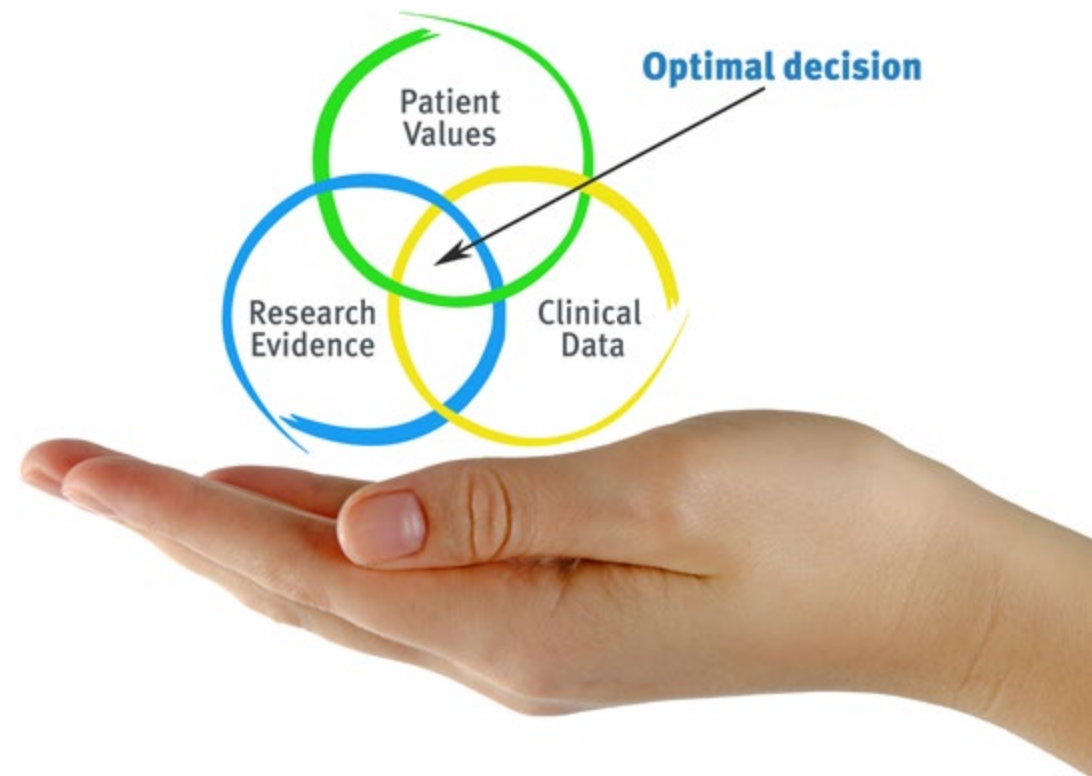 Optimal decision
Patient
Values
Research
Evidence
Clinical
Data